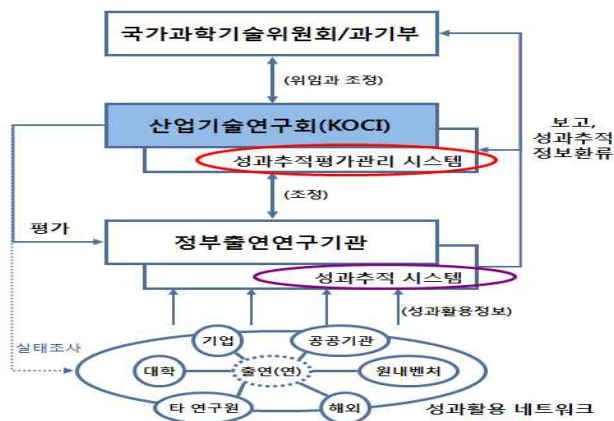 국가과학기술위원회/과기부
(위임과 조정)
산업기술연구회(KOCI)
성과추적평가관리 시스템
보고,
성과추적
정보환류
(조정)
평가
정부출연연구기관
성과추적 시스템
(성과활용정보)
실태조사
기업
공공기관
대학
출연(연)
원내벤처
타 연구원
해외
성과활용 네트워크